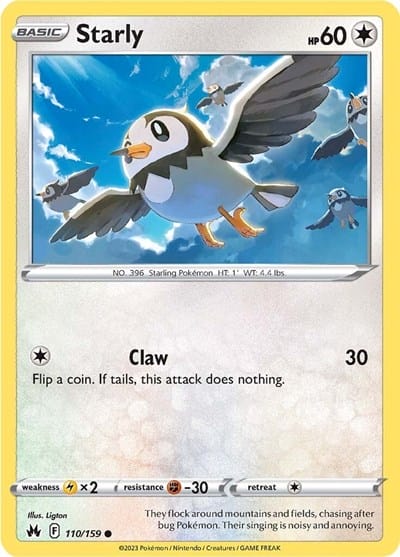 BASIC Starly HP 60
NO. 396 Starling Pokémon HT: 1' WT: 4.4 lbs.
Claw 30
Flip a coin. If tails, this attack does nothing.
weakness ×2 resistance -30 retreat
Illus. Ligton
They flock around mountains and fields, chasing after
bug Pokémon. Their singing is noisy and annoying.
F 110/159
©2023 Pokémon / Nintendo / Creatures / GAME FREAK